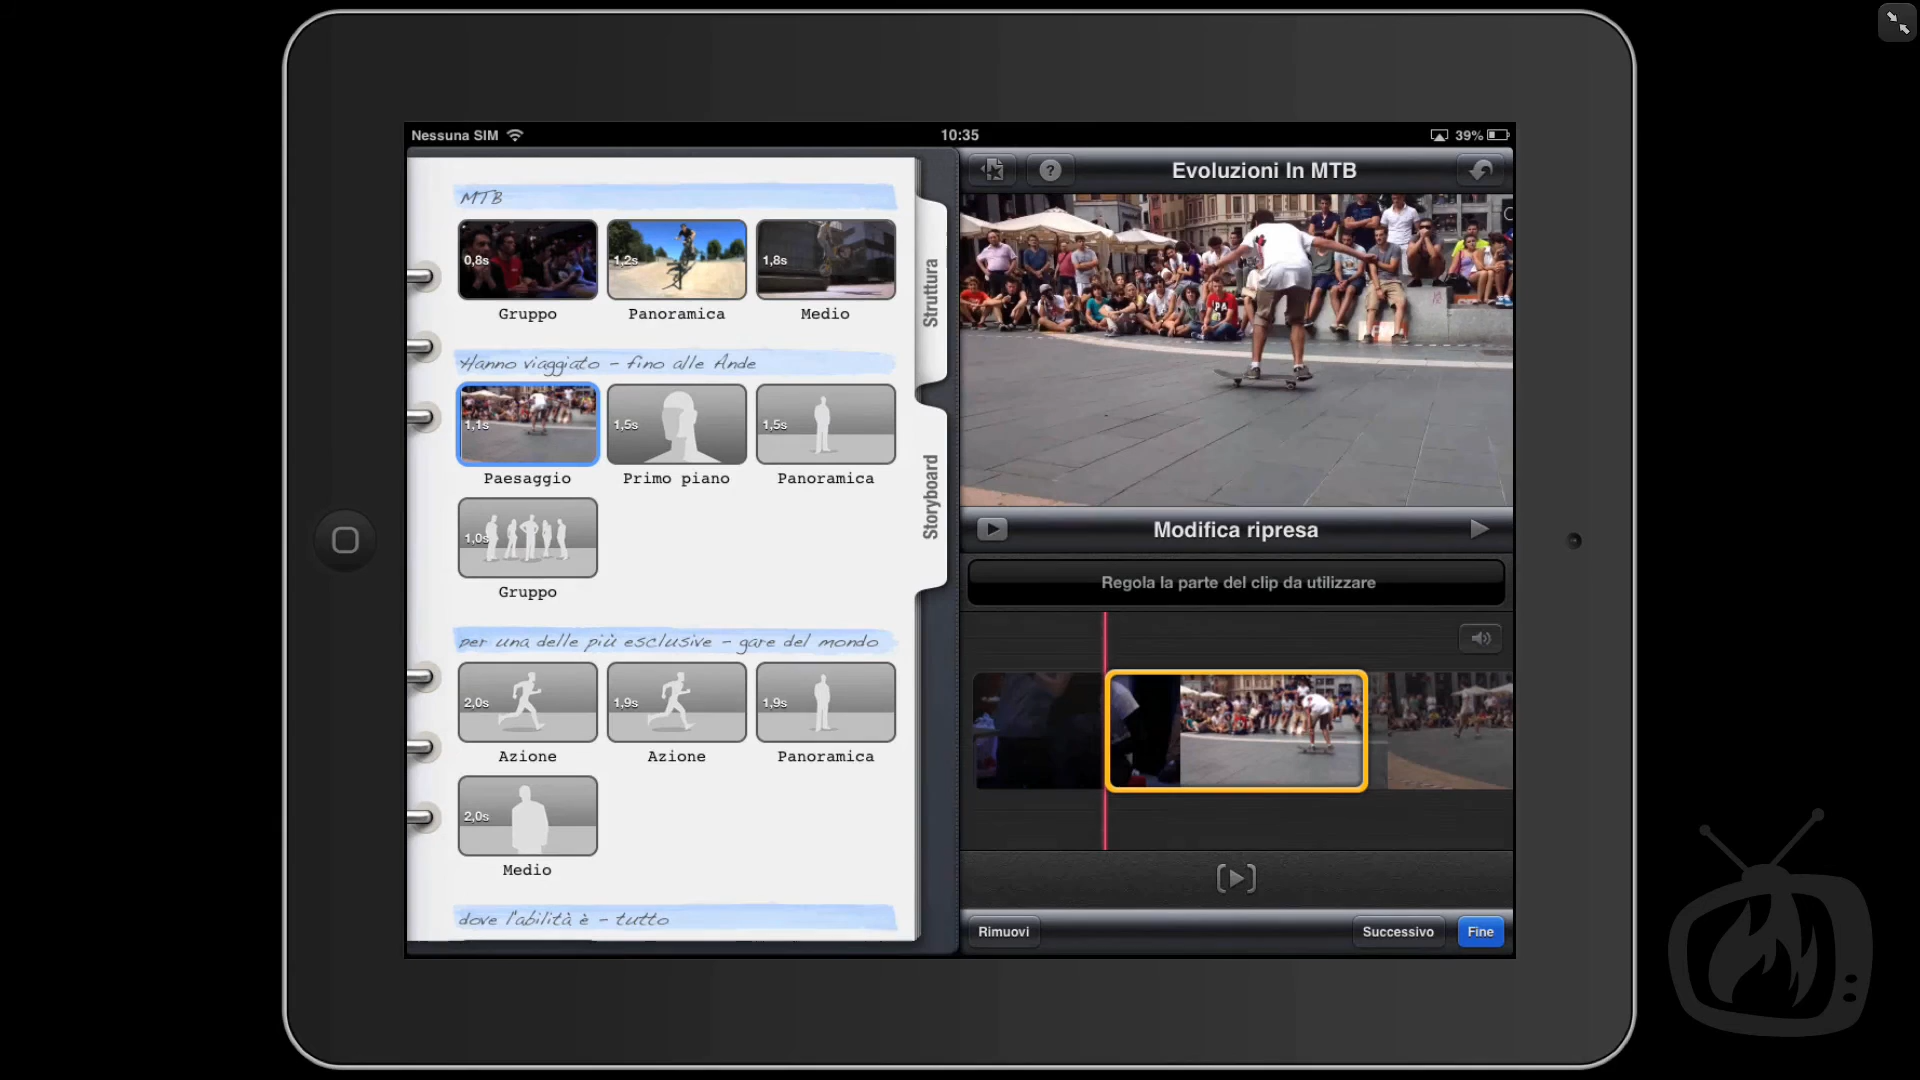 Nessuna SIM
10:35
39%
MTB
0,8s
1,2s
1,8s
Gruppo
Panoramica
Medio
Hanno viaggiato - fino alle Ande
1,1s
1,5s
1,5s
Paesaggio
Primo piano
Panoramica
1,0s
Gruppo
per una delle più esclusive - gare del mondo
2,0s
1,9s
1,9s
Azione
Azione
Panoramica
2,0s
Medio
dove l'abilità è - tutto
Struttura
Storyboard
?
Evoluzioni In MTB
Modifica ripresa
Regola la parte del clip da utilizzare
Rimuovi
Successivo
Fine